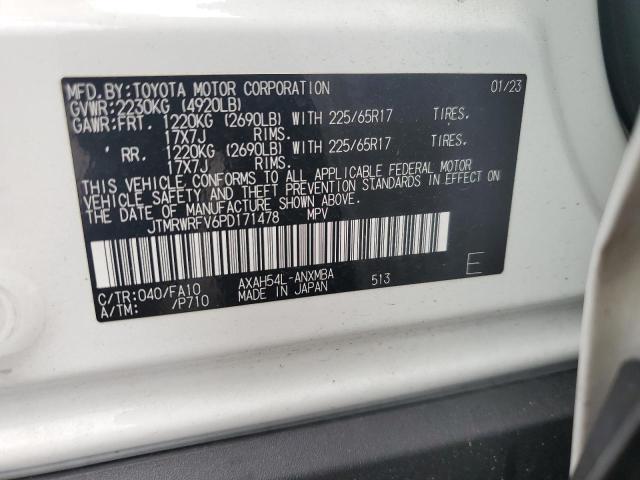 MFD.BY:TOYOTA MOTOR CORPORATION 01/23
GVWR:2230KG (4920LB)
GAWR:FRT. 1220KG (2690LB) WITH 225/65R17 TIRES.
17X7J RIMS.
RR. 1220KG (2690LB) WITH 225/65R17 TIRES.
17X7J RIMS.
THIS VEHICLE CONFORMS TO ALL APPLICABLE FEDERAL MOTOR
VEHICLE SAFETY AND THEFT PREVENTION STANDARDS IN EFFECT ON
THE DATE OF MANUFACTURE SHOWN ABOVE.
JTMRWRFV6PD171478 MPV
C/TR:040/FA10 AXAH54L-ANXMBA 513 E
A/TM: /P710 MADE IN JAPAN